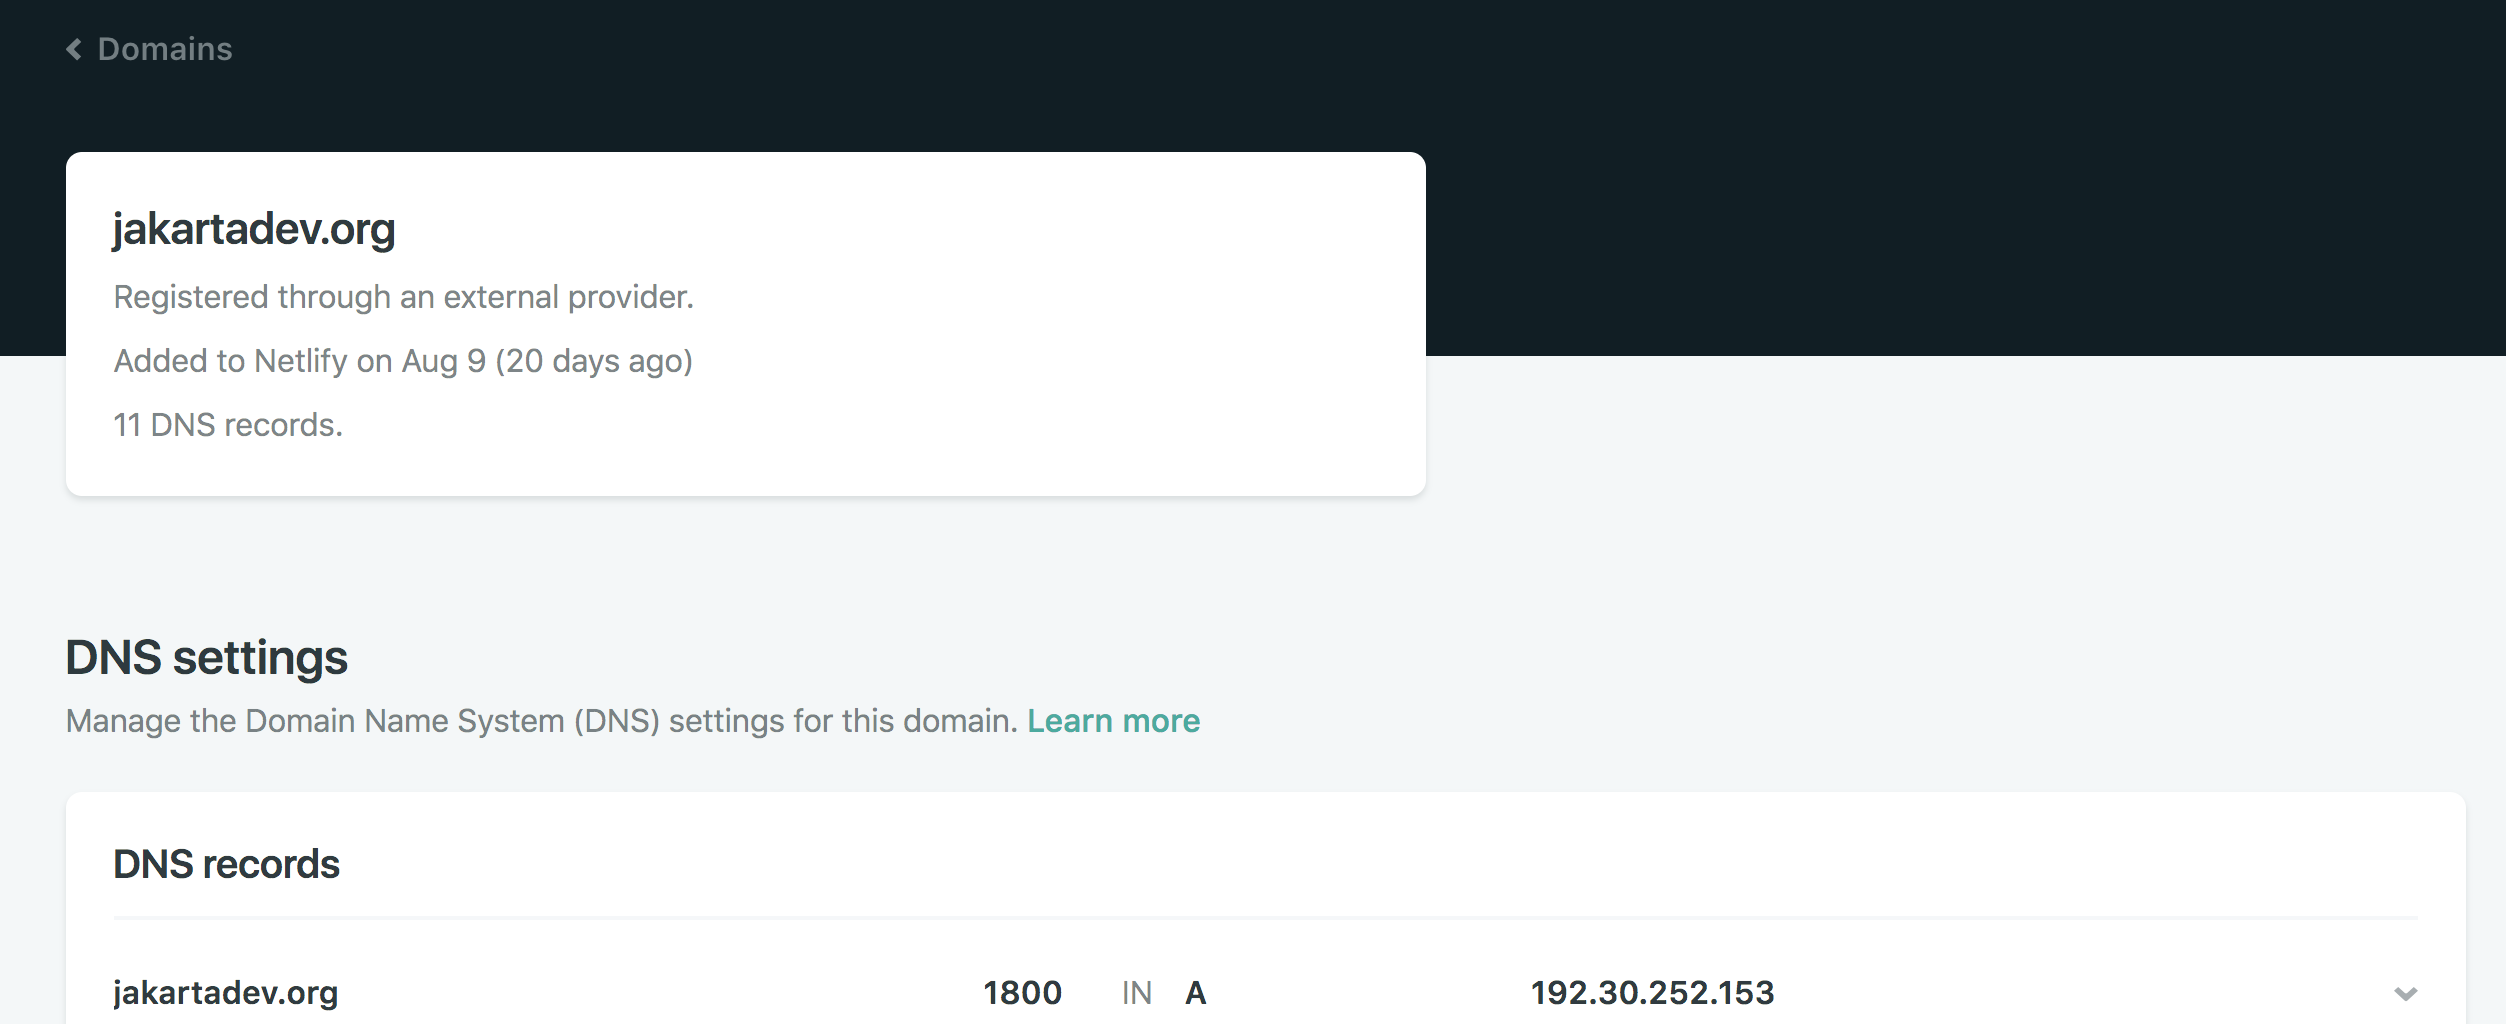 Domains
jakartadev.org
Registered through an external provider.
Added to Netlify on Aug 9 (20 days ago)
11 DNS records.
DNS settings
Manage the Domain Name System (DNS) settings for this domain. Learn more
DNS records
jakartadev.org 1800 IN A 192.30.252.153